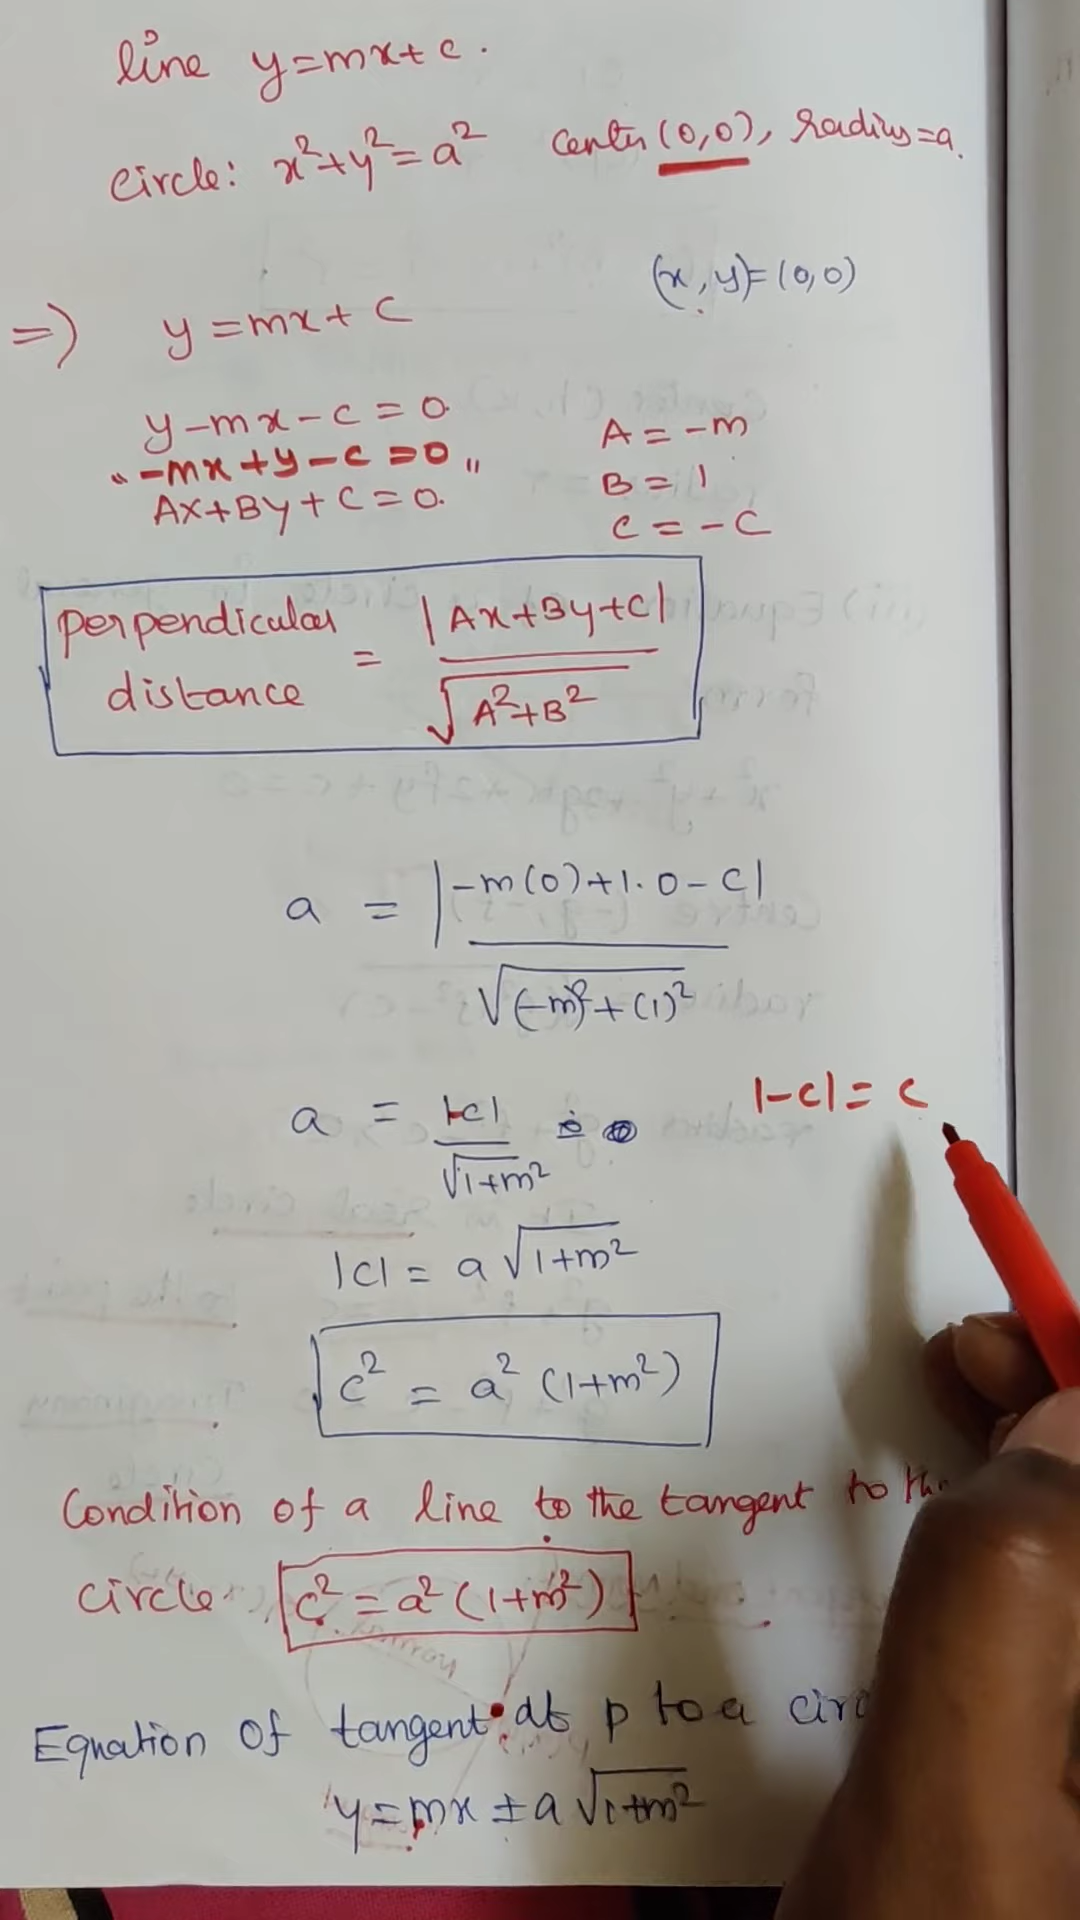 line y=mx+c.
circle: x²+y²=a² center (0,0), radius=a.
(x,y)=(0,0)
=) y=mx+c
y-mx-c=0
"-mx+y-c=0"
Ax+By+C=0.
A=-m
B=1
C=-C
perpendicular distance = |Ax+By+C| / √A²+B²
a = |-m(0)+1.0-c| / √(-m)²+(1)²
a = |-c| / √1+m²
|-c|=c
|c|=a√1+m²
c²=a²(1+m²)
Condition of a line to the tangent to
circle c²=a²(1+m²)
Equation of tangent at p to a
y=mx±a√1+m²